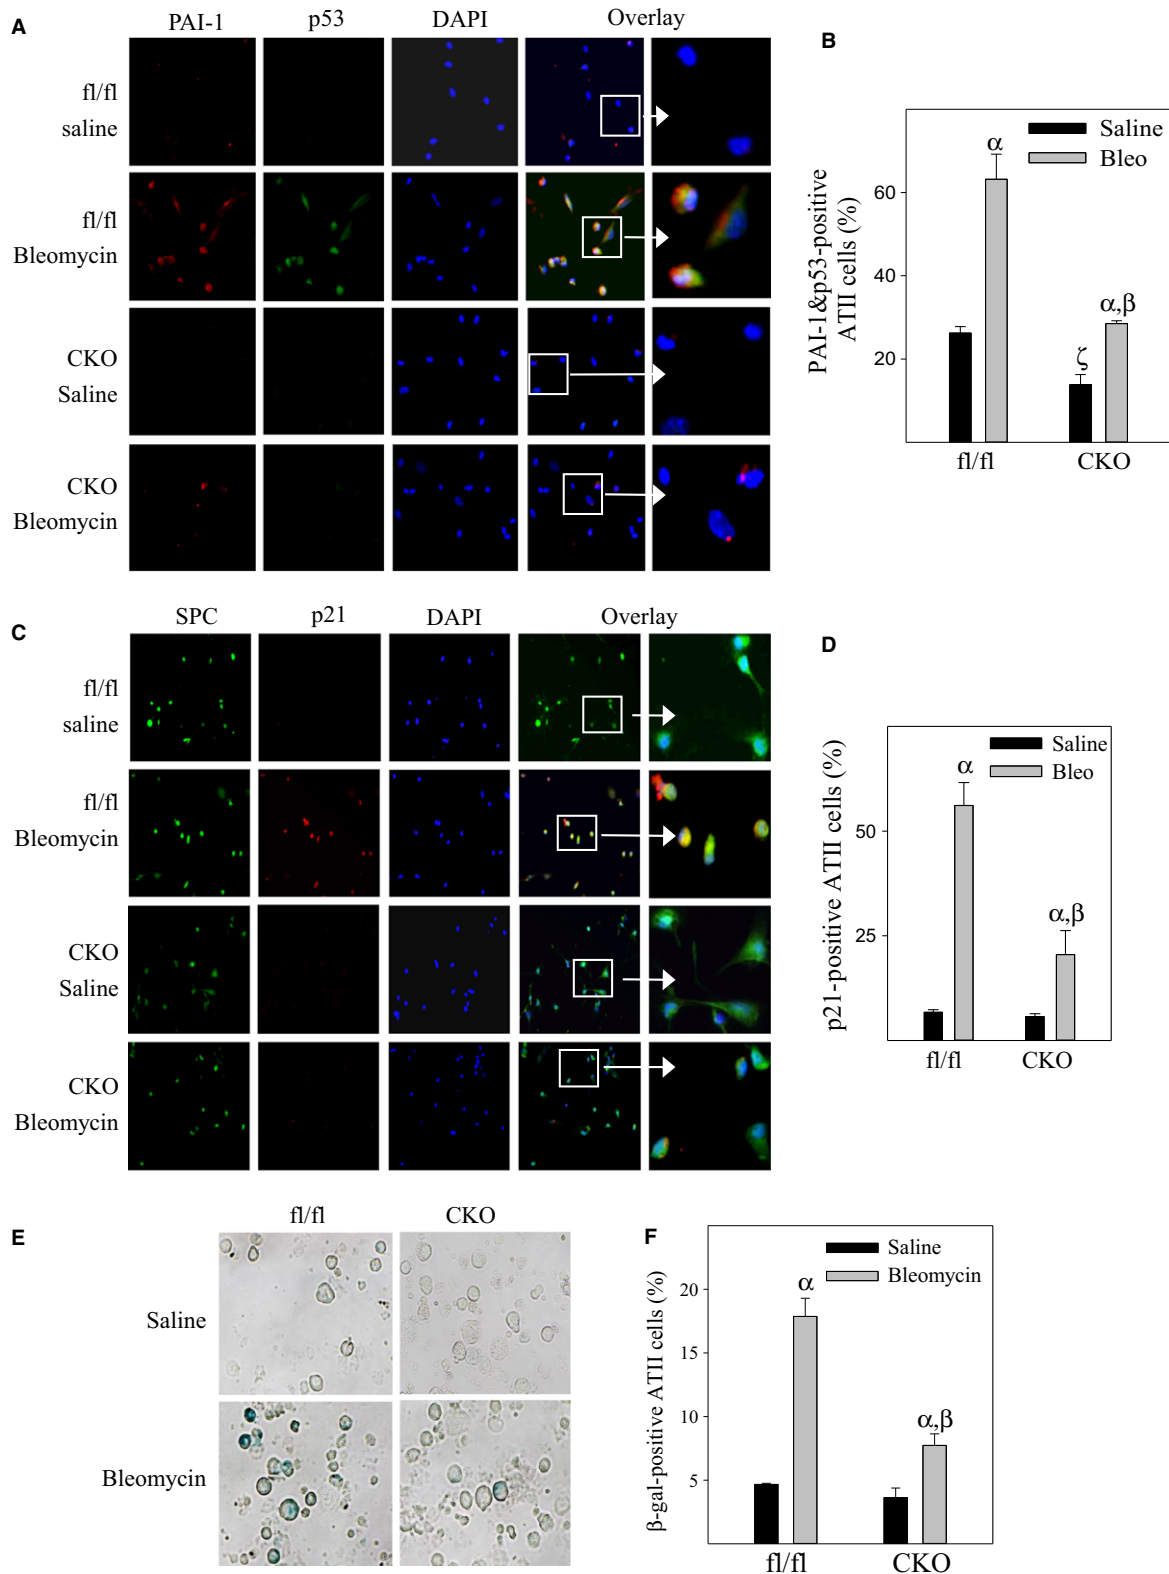 A
PAI-1 p53 DAPI Overlay
fl/fl
saline
fl/fl
Bleomycin
CKO
Saline
CKO
Bleomycin
B
PAI-1&p53-positive
ATII cells (%)
60
40
20
Saline
Bleo
α
ζ
α,β
fl/fl CKO
C
SPC p21 DAPI Overlay
fl/fl
saline
fl/fl
Bleomycin
CKO
Saline
CKO
Bleomycin
D
p21-positive ATII cells (%)
50
25
Saline
Bleo
α
α,β
fl/fl CKO
E
fl/fl CKO
Saline
Bleomycin
F
β-gal-positive ATII cells (%)
20
15
10
5
Saline
Bleomycin
α
α,β
fl/fl CKO